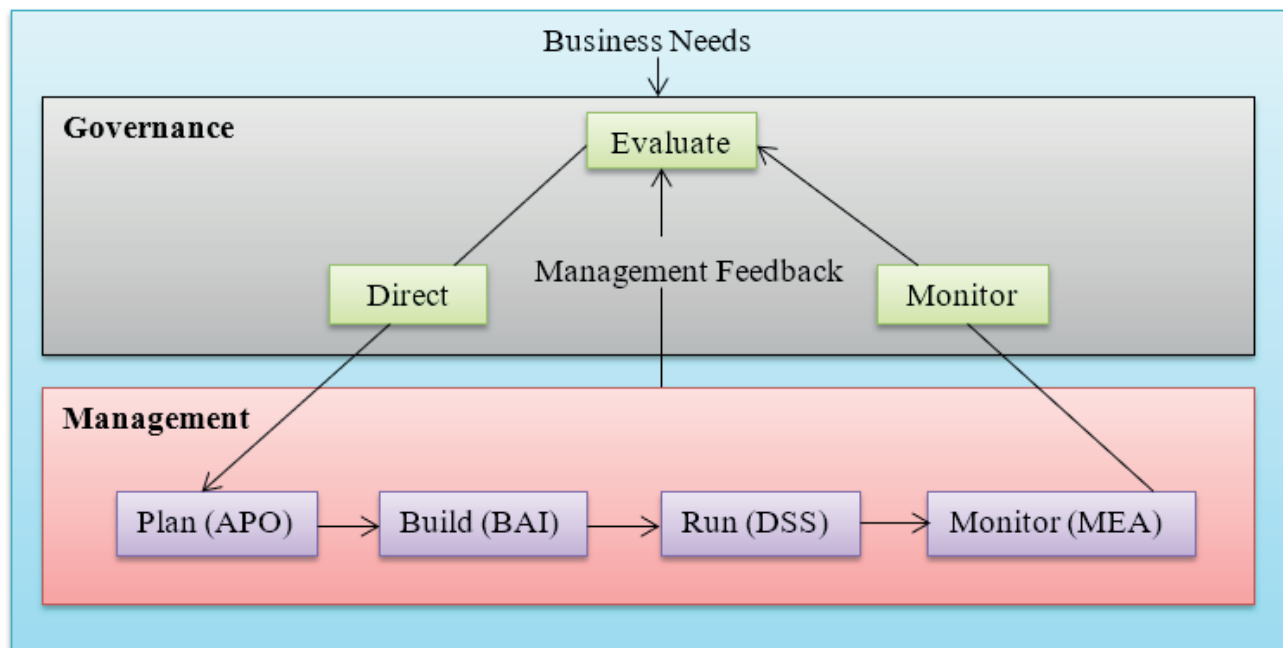 Business Needs
Governance
Evaluate
Direct
Management Feedback
Monitor
Management
Plan (APO)
Build (BAI)
Run (DSS)
Monitor (MEA)